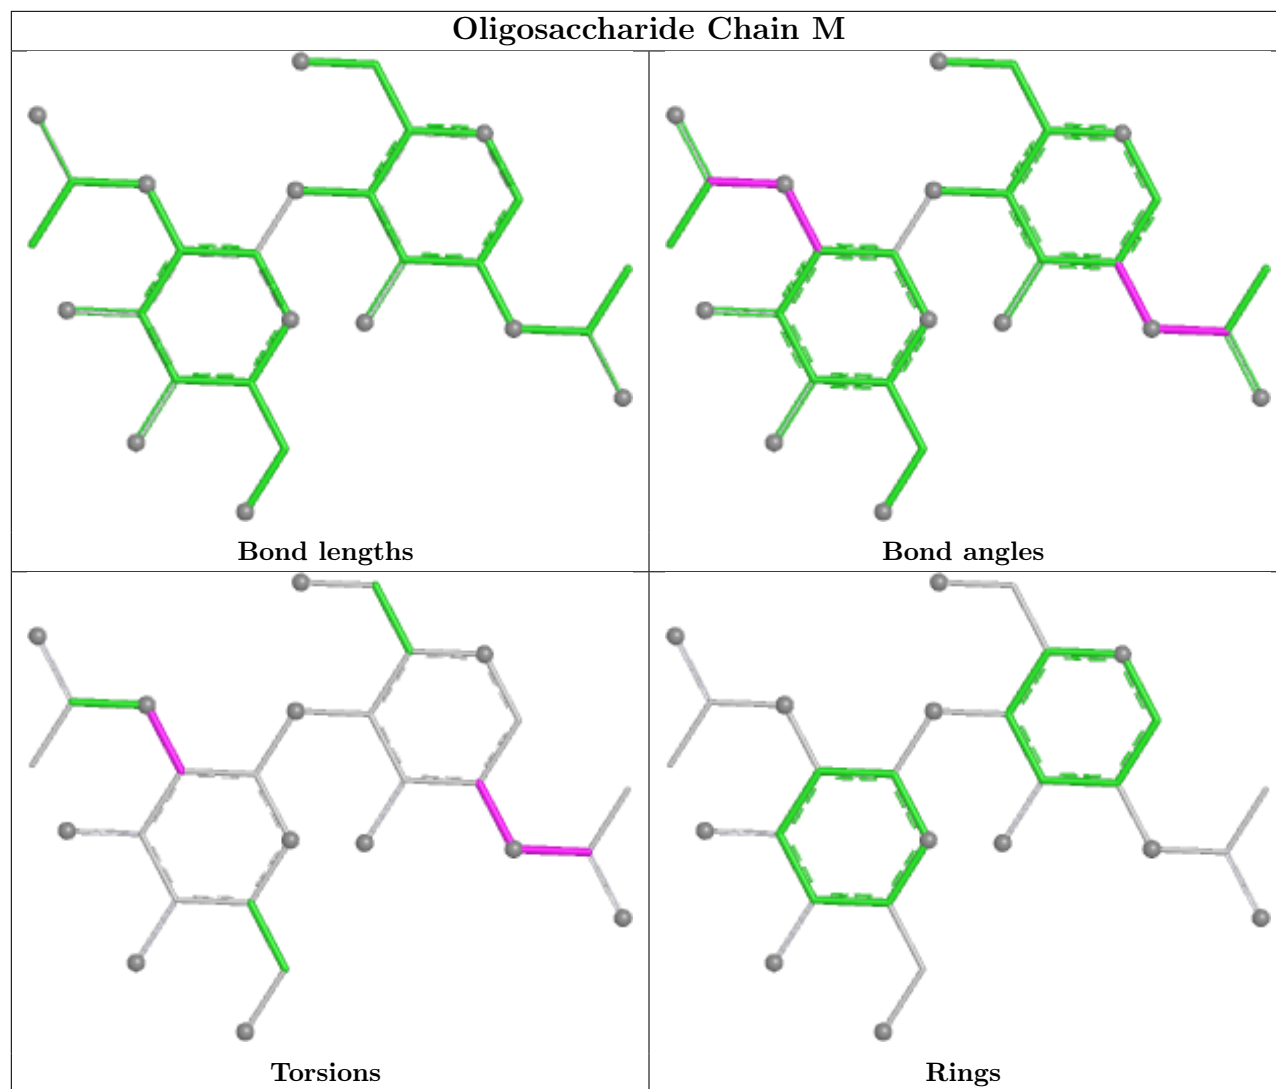 Oligosaccharide Chain M
Bond lengths
Bond angles
Torsions
Rings